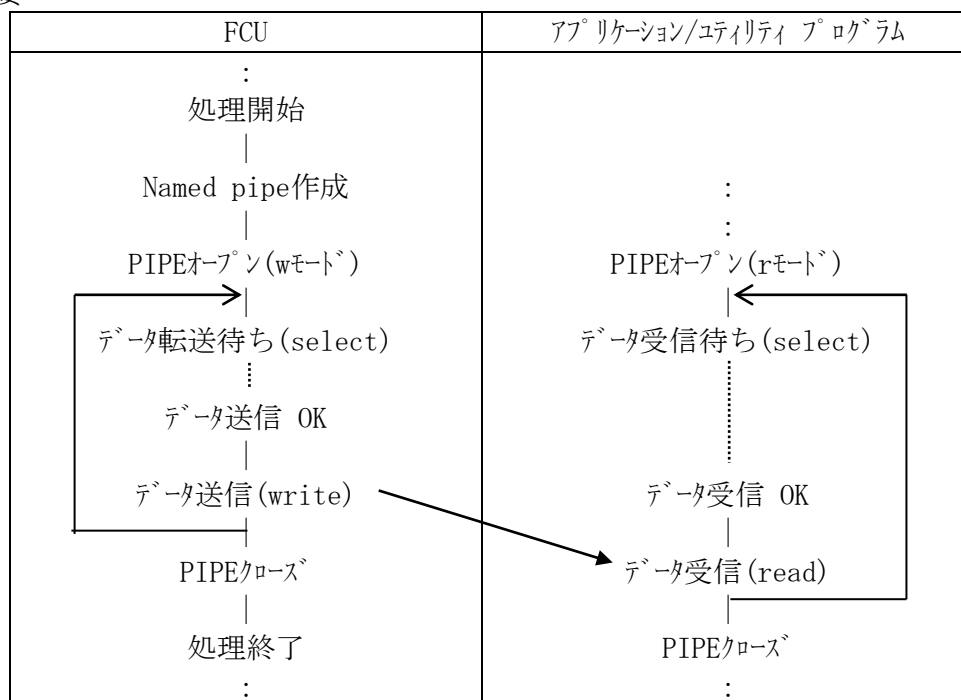 FCU
ｱﾌﾟﾘｹｰｼｮﾝ/ﾕﾃｨﾘﾃｨ ﾌﾟﾛｸﾞﾗﾑ
:
処理開始
|
Named pipe作成
|
PIPEｵｰﾌﾟﾝ(wﾓｰﾄﾞ)
|
ﾃﾞｰﾀ転送待ち(select)
ﾃﾞｰﾀ送信 OK
|
ﾃﾞｰﾀ送信(write)
|
PIPEｸﾛｰｽﾞ
|
処理終了
:
:
:
PIPEｵｰﾌﾟﾝ(rﾓｰﾄﾞ)
|
ﾃﾞｰﾀ受信待ち(select)
ﾃﾞｰﾀ受信 OK
|
ﾃﾞｰﾀ受信(read)
|
PIPEｸﾛｰｽﾞ
: